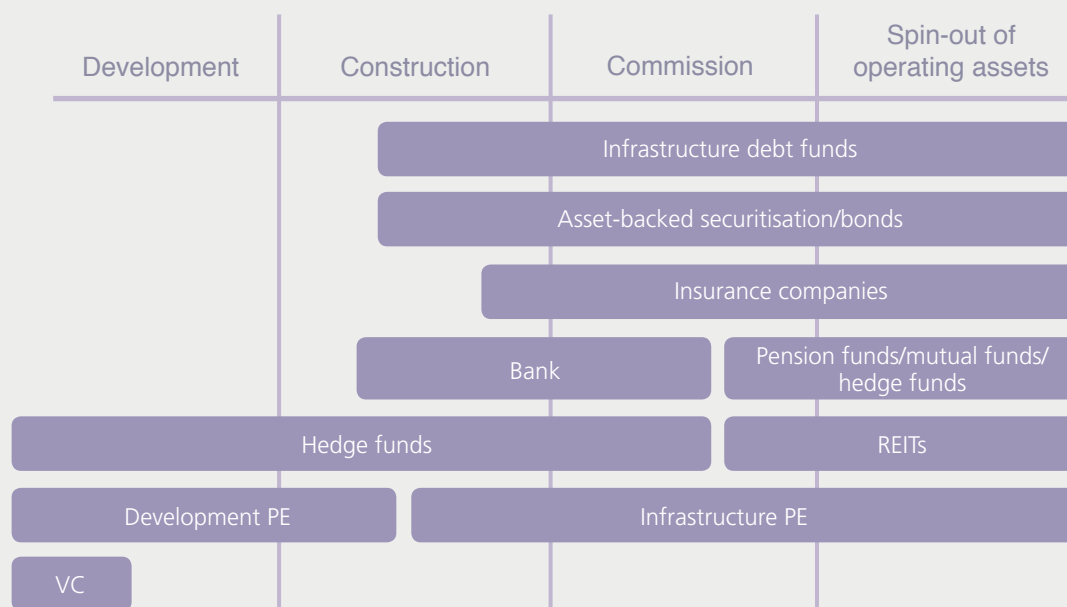 Development
Construction
Commission
Spin-out of
operating assets
Infrastructure debt funds
Asset-backed securitisation/bonds
Insurance companies
Bank
Pension funds/mutual funds/
hedge funds
Hedge funds
REITs
Development PE
Infrastructure PE
VC